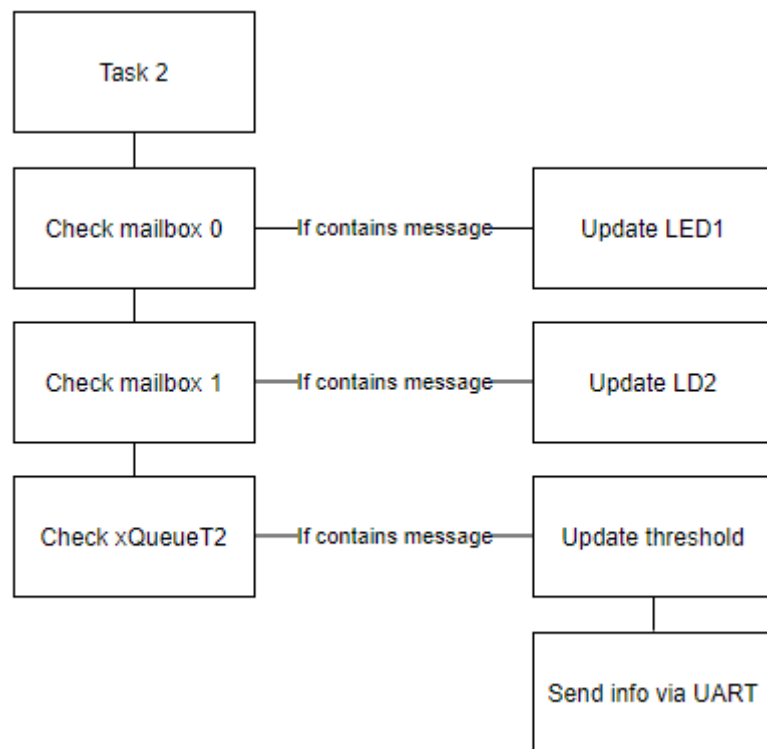 Task 2
Check mailbox 0
If contains message
Update LED1
Check mailbox 1
If contains message
Update LD2
Check xQueueT2
If contains message
Update threshold
Send info via UART